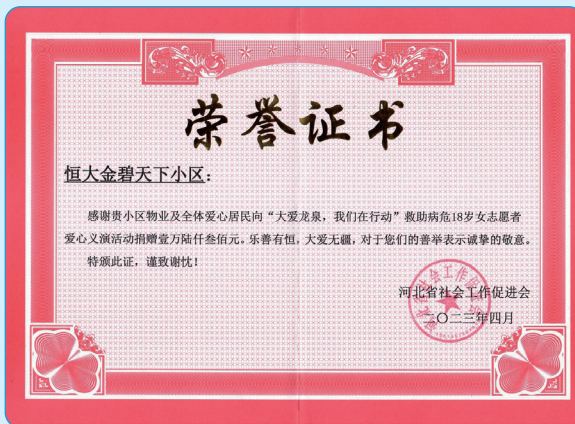 荣誉证书
恒大金碧天下小区：
感谢贵小区物业及全体爱心居民向“大爱龙泉，我们在行动”救助病危18岁女志愿者
爱心义演活动捐赠壹万陆仟叁佰元。乐善有恒，大爱无疆，对于您们的善举表示诚挚的敬意。
特颁此证，谨致谢忱！
河北省社会工作促进会
二〇二三年四月